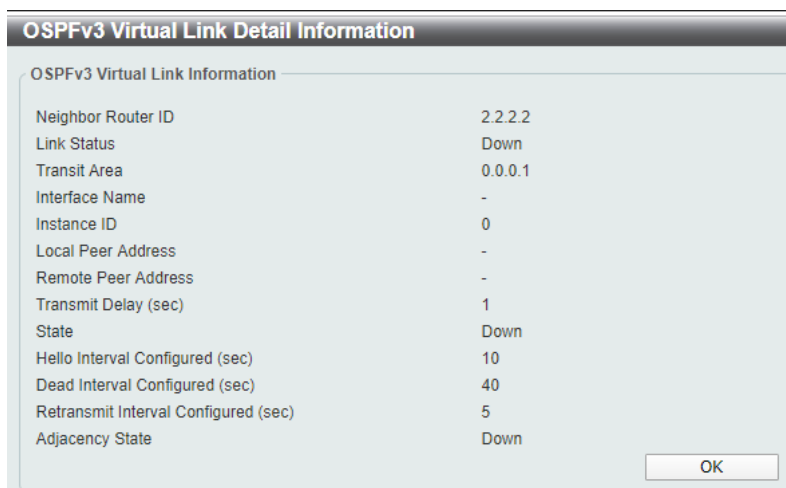 OSPFv3 Virtual Link Detail Information
OSPFv3 Virtual Link Information
Neighbor Router ID 2.2.2.2
Link Status Down
Transit Area 0.0.0.1
Interface Name -
Instance ID 0
Local Peer Address -
Remote Peer Address -
Transmit Delay (sec) 1
State Down
Hello Interval Configured (sec) 10
Dead Interval Configured (sec) 40
Retransmit Interval Configured (sec) 5
Adjacency State Down
OK